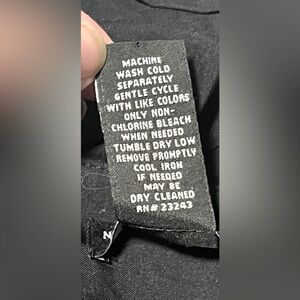 MACHINE
WASH COLD
SEPARATELY
GENTLE CYCLE
WITH LIKE COLORS
ONLY NON-
CHLORINE BLEACH
WHEN NEEDED
TUMBLE DRY LOW
REMOVE PROMPTLY
COOL IRON
IF NEEDED
MAY BE
DRY CLEANED
RN# 23243